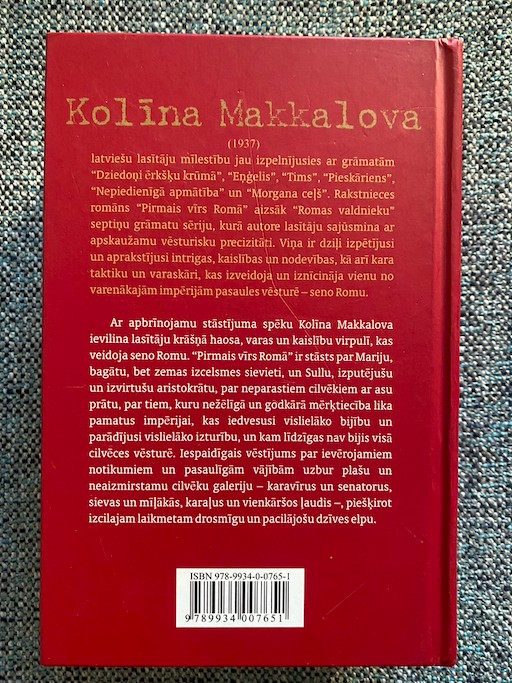 Kolīna Makkalova
(1937)
latviešu lasītāju mīlestību jau izpelnījusies ar grāmatām
“Dziedoņi ērkšķu krūmā”, “Eņģelis”, “Tims”, “Pieskāriens”,
“Nepiedienīgā apmātība” un “Morgana ceļš”. Rakstnieces
romāns “Pirmais vīrs Romā” aizsāk “Romas valdnieku”
septiņu grāmatu sēriju, kurā autore lasītāju sajūsmina ar
apskaužamu vēsturisku precizitāti. Viņa ir dziļi izpētījusi
un aprakstījusi intrigas, kaislības un nodevības, kā arī kara
taktiku un varaskāri, kas izveidoja un iznīcināja vienu no
varenākajām impērijām pasaules vēsturē – seno Romu.
Ar apbrīnojamu stāstījuma spēku Kolīna Makkalova
ievilina lasītāju krāšņā haosa, varas un kaislību virpulī, kas
veidoja seno Romu. “Pirmais vīrs Romā” ir stāsts par Mariju,
bagātu, bet zemas izcelsmes sievieti, un Sullu, izputējušu
un izvirtušu aristokrātu, par neparastiem cilvēkiem ar asu
prātu, par tiem, kuru nežēlīgā un godkārā mērķtiecība lika
pamatus impērijai, kas iedvesusi vislielāko bijību un
parādījusi vislielāko izturību, un kam līdzīgas nav bijis visā
cilvēces vēsturē. Iespaidīgais vēstījums par ievērojamiem
notikumiem un pasaulīgām vājībām uzbur plašu un
neaizmirstamu cilvēku galeriju – karavīrus un senatorus,
sievas un mīļākās, karaļus un vienkāršos ļaudis –, piešķirot
izcilajam laikmetam drosmīgu un pacilājošu dzīves elpu.
ISBN 978-9934-0-0765-1
9 789934 007651